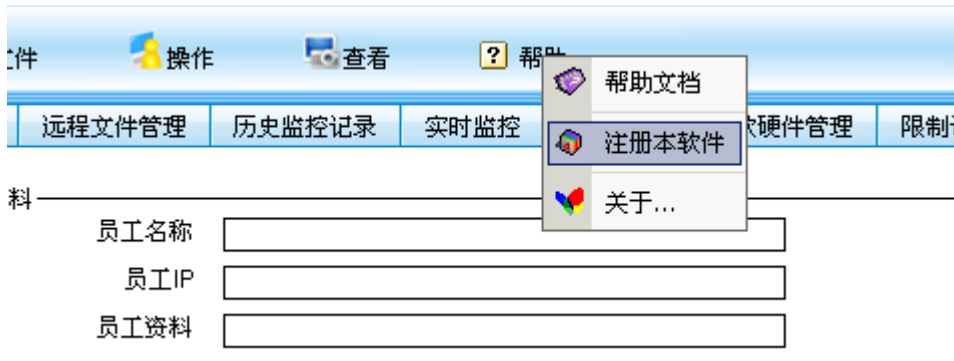 件 操作 查看 帮助
帮助文档
远程文件管理 历史监控记录 实时监控 软硬件管理 限制
注册本软件
关于...
料
员工名称
员工IP
员工资料